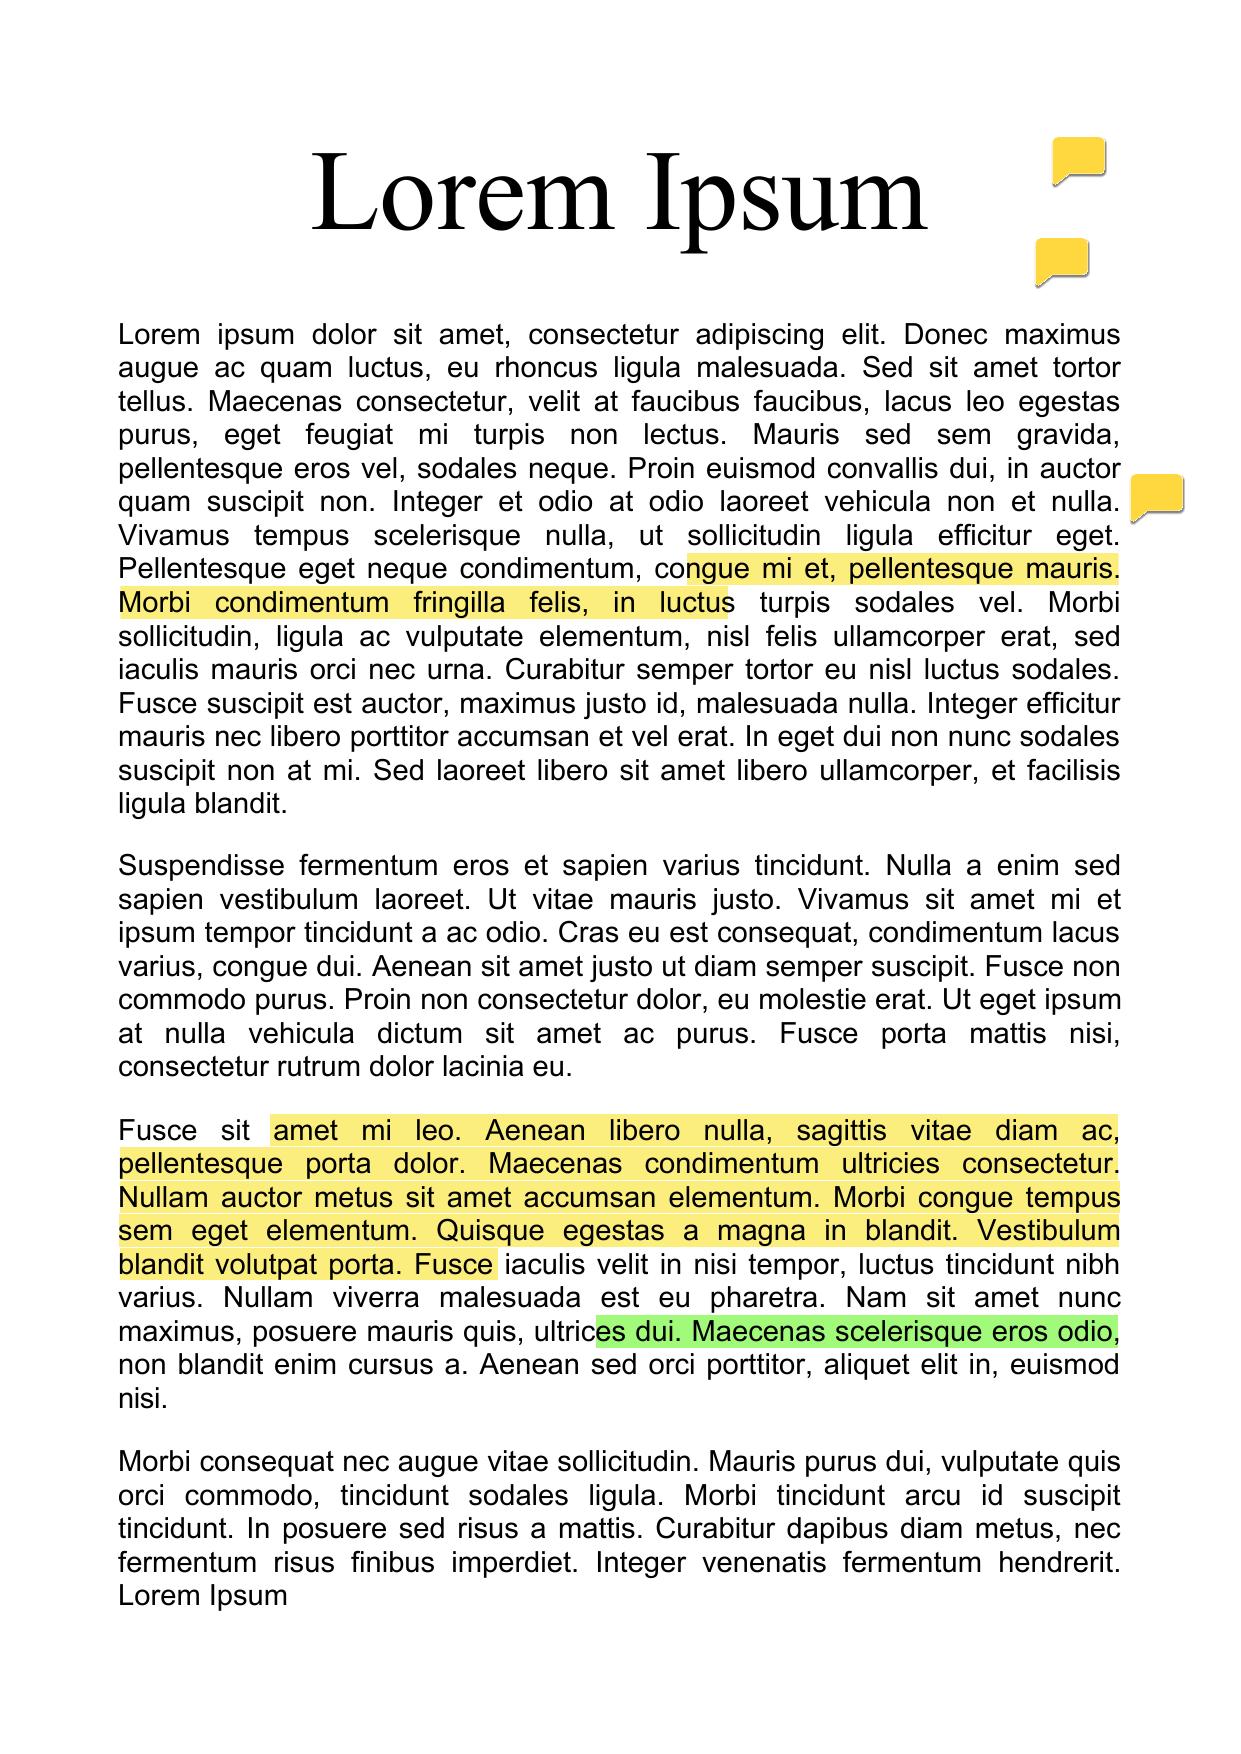 Lorem Ipsum
Lorem ipsum dolor sit amet, consectetur adipiscing elit. Donec maximus
augue ac quam luctus, eu rhoncus ligula malesuada. Sed sit amet tortor
tellus. Maecenas consectetur, velit at faucibus faucibus, lacus leo egestas
purus, eget feugiat mi turpis non lectus. Mauris sed sem gravida,
pellentesque eros vel, sodales neque. Proin euismod convallis dui, in auctor
quam suscipit non. Integer et odio at odio laoreet vehicula non et nulla.
Vivamus tempus scelerisque nulla, ut sollicitudin ligula efficitur eget.
Pellentesque eget neque condimentum, congue mi et, pellentesque mauris.
Morbi condimentum fringilla felis, in luctus turpis sodales vel. Morbi
sollicitudin, ligula ac vulputate elementum, nisl felis ullamcorper erat, sed
iaculis mauris orci nec urna. Curabitur semper tortor eu nisl luctus sodales.
Fusce suscipit est auctor, maximus justo id, malesuada nulla. Integer efficitur
mauris nec libero porttitor accumsan et vel erat. In eget dui non nunc sodales
suscipit non at mi. Sed laoreet libero sit amet libero ullamcorper, et facilisis
ligula blandit.
Suspendisse fermentum eros et sapien varius tincidunt. Nulla a enim sed
sapien vestibulum laoreet. Ut vitae mauris justo. Vivamus sit amet mi et
ipsum tempor tincidunt a ac odio. Cras eu est consequat, condimentum lacus
varius, congue dui. Aenean sit amet justo ut diam semper suscipit. Fusce non
commodo purus. Proin non consectetur dolor, eu molestie erat. Ut eget ipsum
at nulla vehicula dictum sit amet ac purus. Fusce porta mattis nisi,
consectetur rutrum dolor lacinia eu.
Fusce sit amet mi leo. Aenean libero nulla, sagittis vitae diam ac,
pellentesque porta dolor. Maecenas condimentum ultricies consectetur.
Nullam auctor metus sit amet accumsan elementum. Morbi congue tempus
sem eget elementum. Quisque egestas a magna in blandit. Vestibulum
blandit volutpat porta. Fusce iaculis velit in nisi tempor, luctus tincidunt nibh
varius. Nullam viverra malesuada est eu pharetra. Nam sit amet nunc
maximus, posuere mauris quis, ultrices dui. Maecenas scelerisque eros odio,
non blandit enim cursus a. Aenean sed orci porttitor, aliquet elit in, euismod
nisi.
Morbi consequat nec augue vitae sollicitudin. Mauris purus dui, vulputate quis
orci commodo, tincidunt sodales ligula. Morbi tincidunt arcu id suscipit
tincidunt. In posuere sed risus a mattis. Curabitur dapibus diam metus, nec
fermentum risus finibus imperdiet. Integer venenatis fermentum hendrerit.
Lorem Ipsum